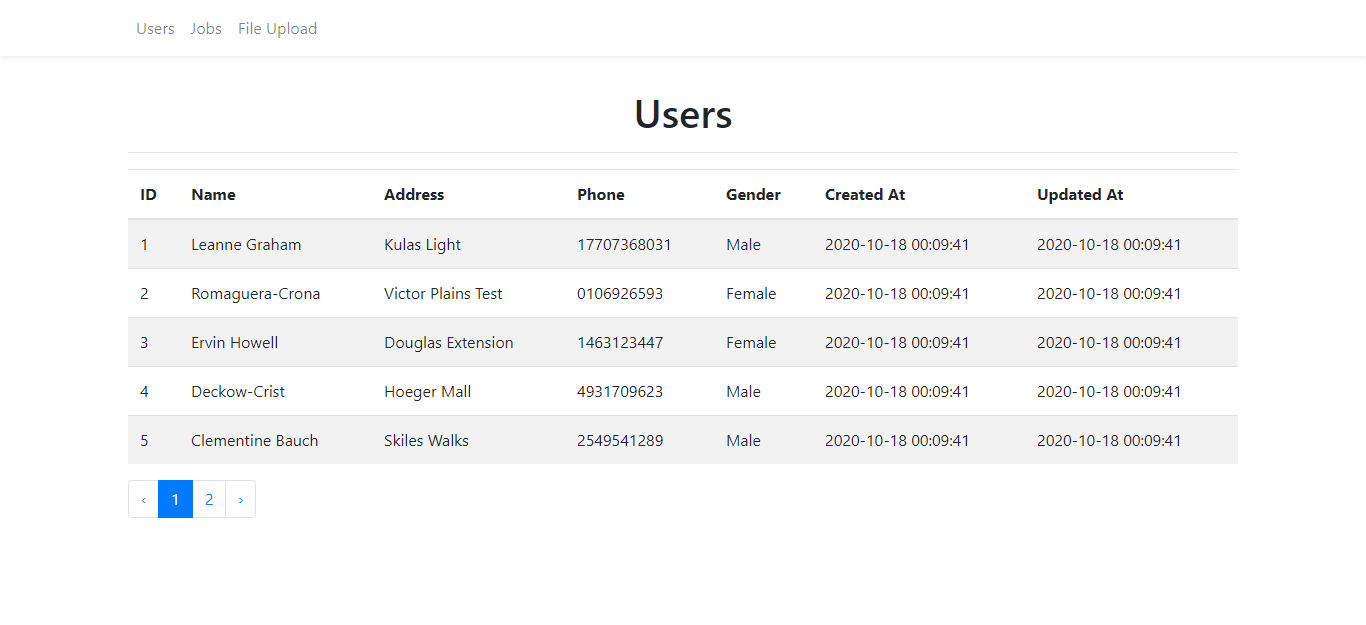 Users Jobs File Upload
Users
ID Name Address Phone Gender Created At Updated At
1 Leanne Graham Kulas Light 17707368031 Male 2020-10-18 00:09:41 2020-10-18 00:09:41
2 Romaguera-Crona Victor Plains Test 0106926593 Female 2020-10-18 00:09:41 2020-10-18 00:09:41
3 Ervin Howell Douglas Extension 1463123447 Female 2020-10-18 00:09:41 2020-10-18 00:09:41
4 Deckow-Crist Hoeger Mall 4931709623 Male 2020-10-18 00:09:41 2020-10-18 00:09:41
5 Clementine Bauch Skiles Walks 2549541289 Male 2020-10-18 00:09:41 2020-10-18 00:09:41
‹ 1 2 ›